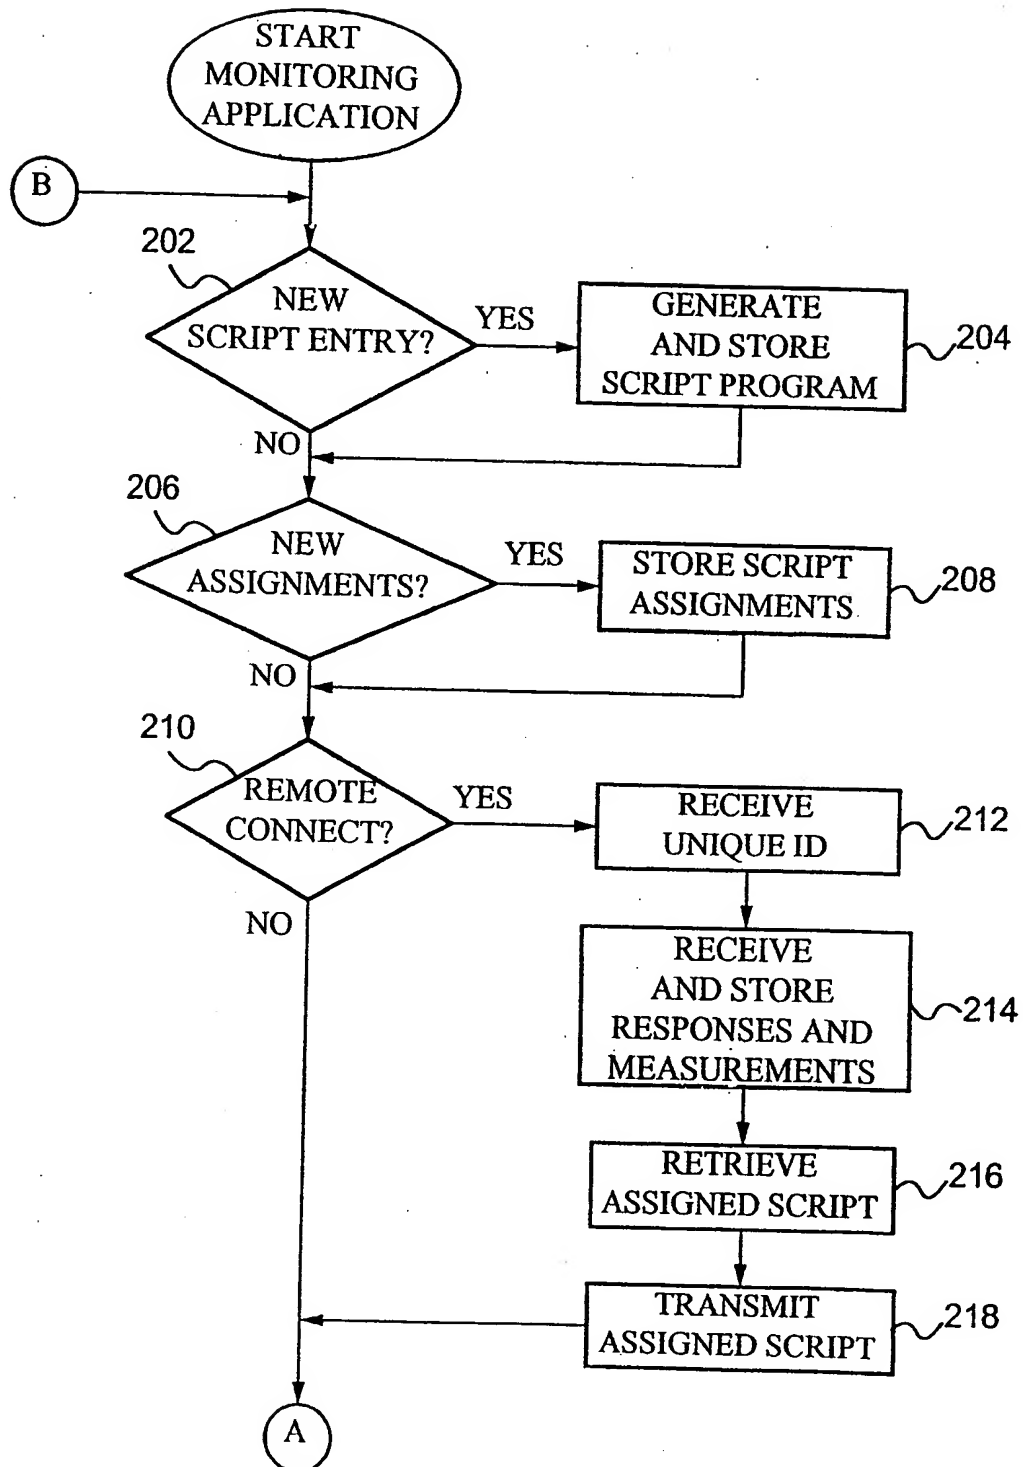 START
MONITORING
APPLICATION
B
202
NEW
SCRIPT ENTRY?
YES
GENERATE
AND STORE
SCRIPT PROGRAM
204
NO
206
NEW
ASSIGNMENTS?
YES
STORE SCRIPT
ASSIGNMENTS
208
NO
210
REMOTE
CONNECT?
YES
RECEIVE
UNIQUE ID
212
NO
RECEIVE
AND STORE
RESPONSES AND
MEASUREMENTS
214
RETRIEVE
ASSIGNED SCRIPT
216
TRANSMIT
ASSIGNED SCRIPT
218
A